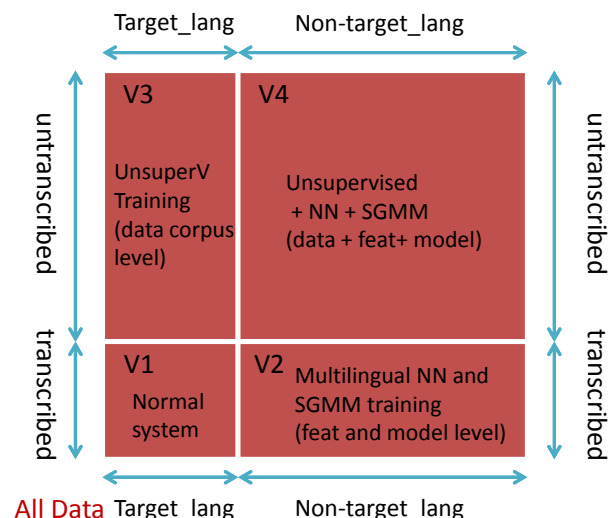 Target_lang Non-target_lang
V3
UnsuperV
Training
(data corpus
level)
V4
Unsupervised
+ NN + SGMM
(data + feat+ model)
untranscribed
untranscribed
V1
Normal
system
V2
Multilingual NN and
SGMM training
(feat and model level)
transcribed
transcribed
All Data Target_lang Non-target_lang